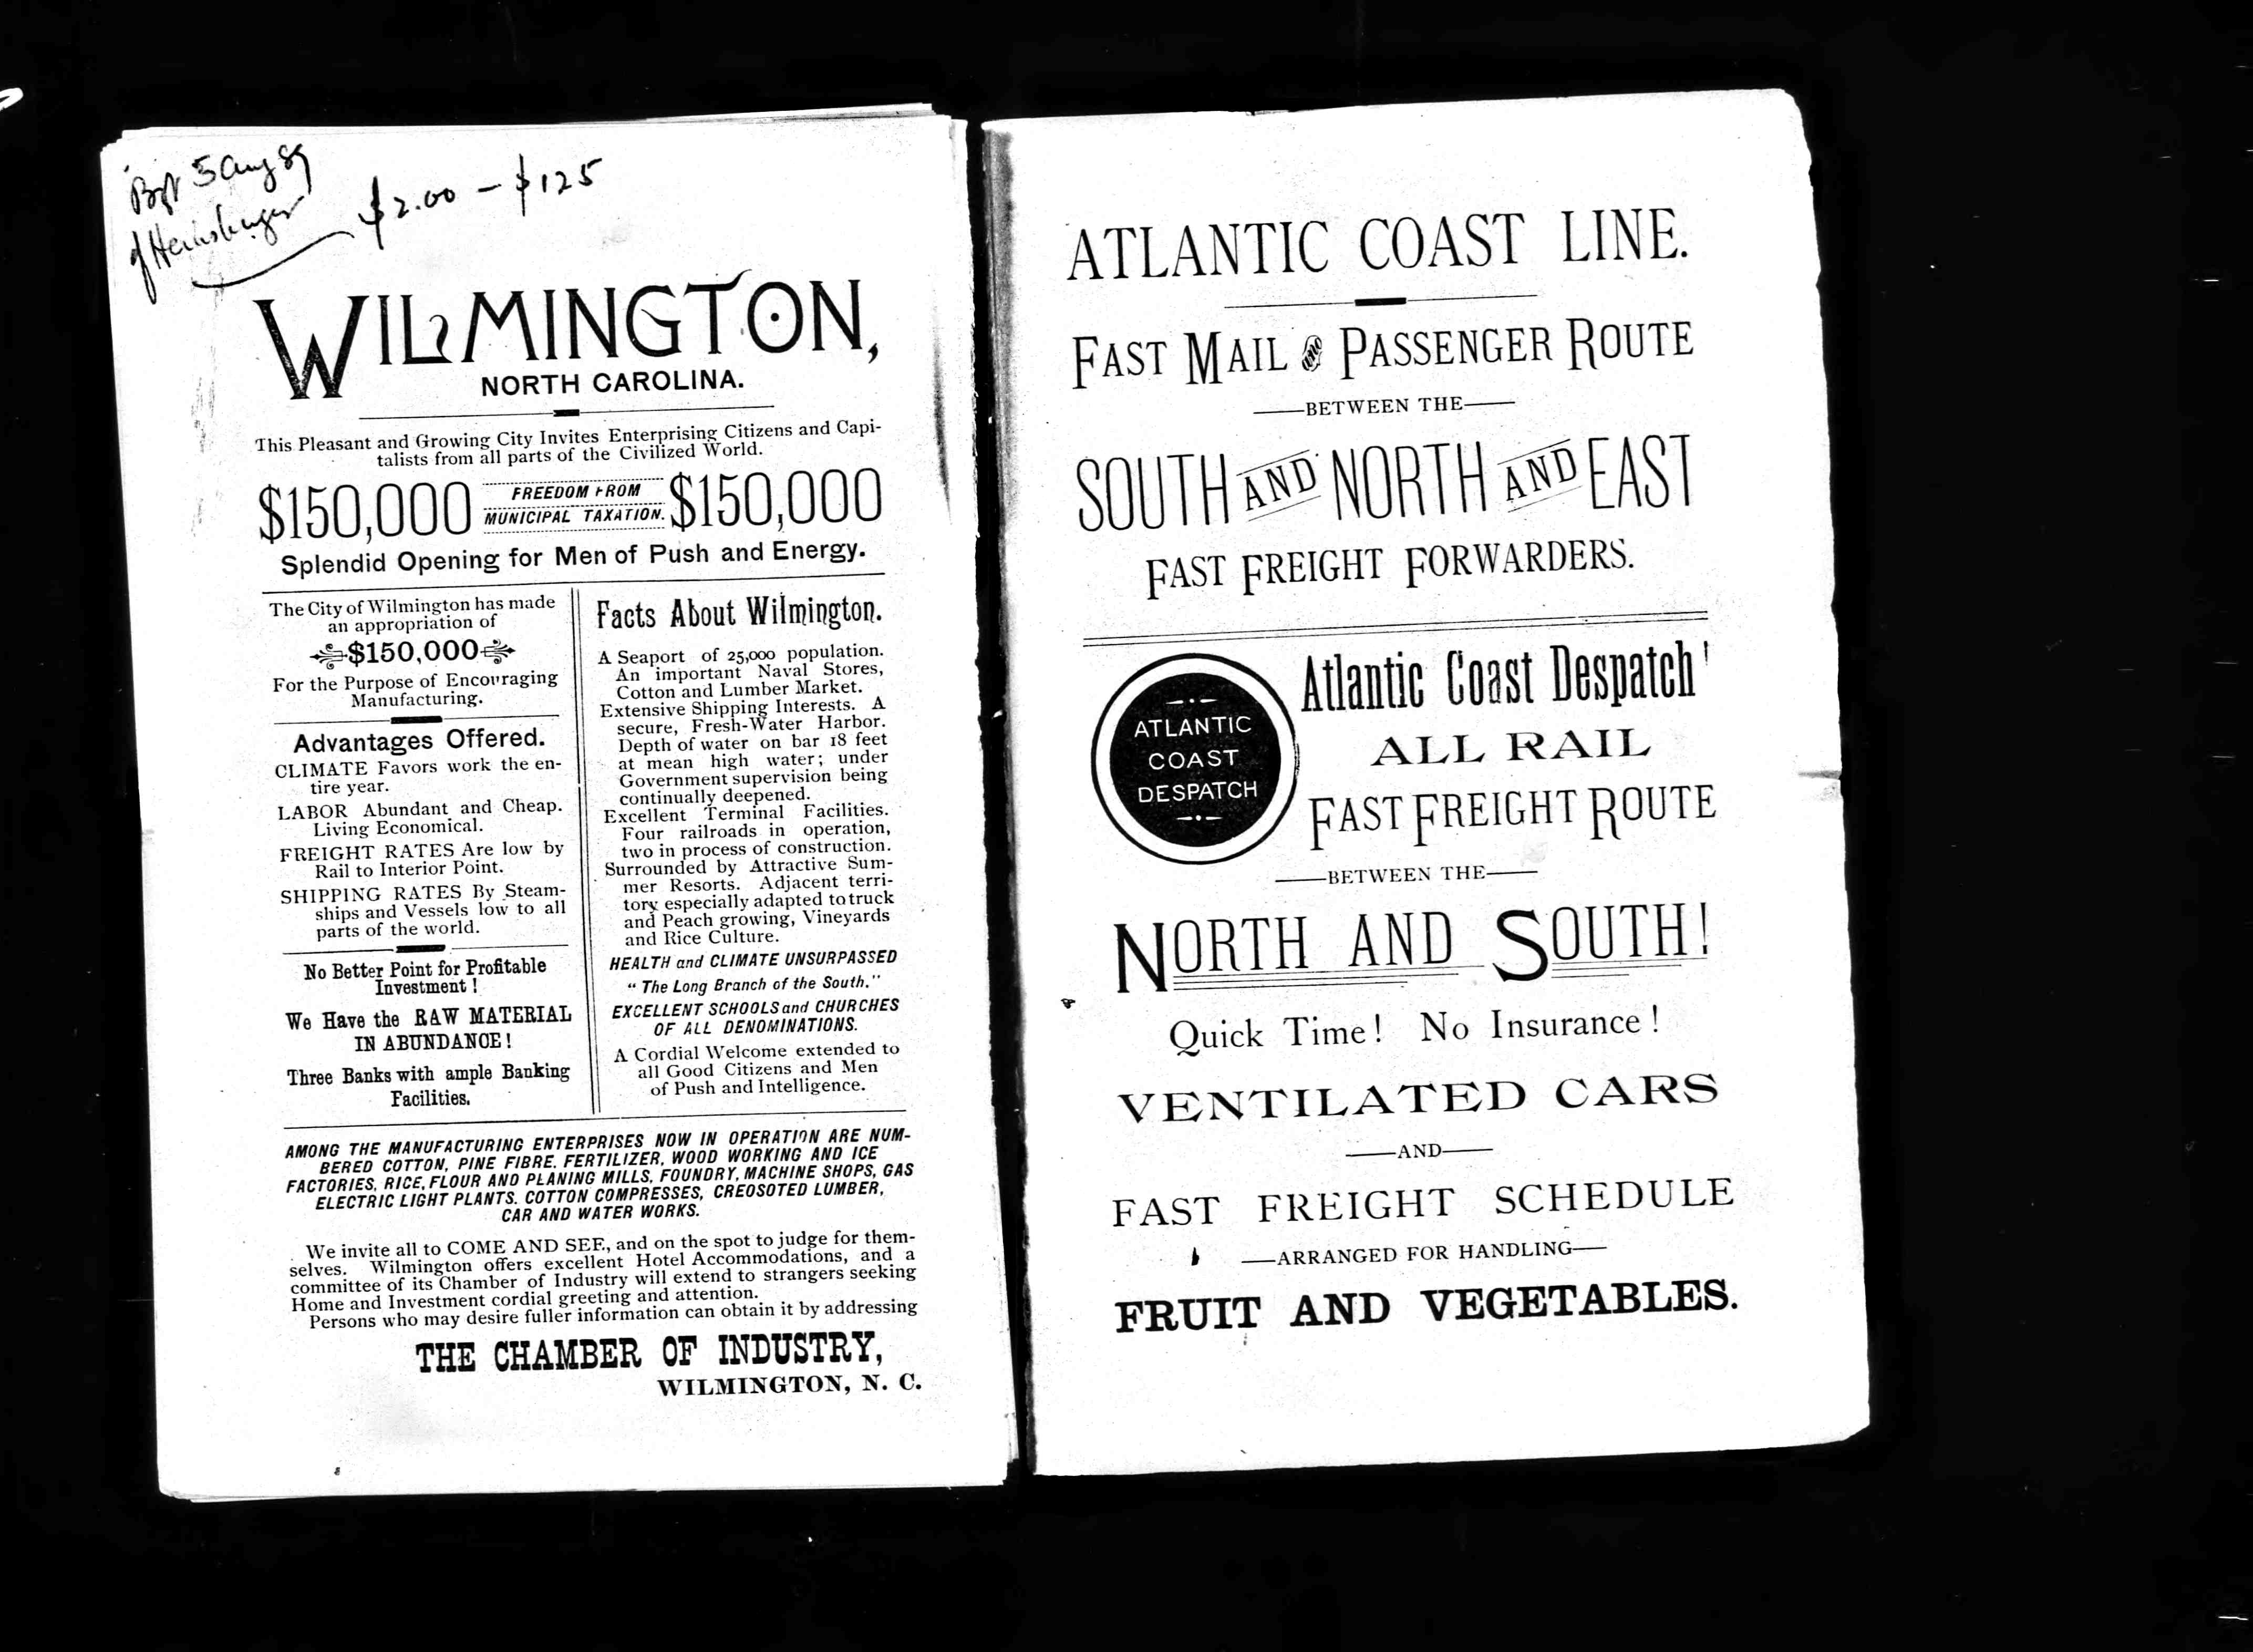 Bgt 5 Aug 89
of Heinsberger
$2.00 - $125
WILMINGTON,
NORTH CAROLINA.
This Pleasant and Growing City Invites Enterprising Citizens and Capi-
talists from all parts of the Civilized World.
$150,000 FREEDOM FROM MUNICIPAL TAXATION. $150,000
Splendid Opening for Men of Push and Energy.
The City of Wilmington has made
an appropriation of
$150,000
For the Purpose of Encouraging
Manufacturing.
Advantages Offered.
CLIMATE Favors work the en-
tire year.
LABOR Abundant and Cheap.
Living Economical.
FREIGHT RATES Are low by
Rail to Interior Point.
SHIPPING RATES By Steam-
ships and Vessels low to all
parts of the world.
No Better Point for Profitable
Investment !
We Have the RAW MATERIAL
IN ABUNDANCE !
Three Banks with ample Banking
Facilities.
Facts About Wilmington.
A Seaport of 25,000 population.
An important Naval Stores,
Cotton and Lumber Market.
Extensive Shipping Interests. A
secure, Fresh-Water Harbor.
Depth of water on bar 18 feet
at mean high water; under
Government supervision being
continually deepened.
Excellent Terminal Facilities.
Four railroads in operation,
two in process of construction.
Surrounded by Attractive Sum-
mer Resorts. Adjacent terri-
tory especially adapted to truck
and Peach growing, Vineyards
and Rice Culture.
HEALTH and CLIMATE UNSURPASSED
"The Long Branch of the South."
EXCELLENT SCHOOLS and CHURCHES
OF ALL DENOMINATIONS.
A Cordial Welcome extended to
all Good Citizens and Men
of Push and Intelligence.
AMONG THE MANUFACTURING ENTERPRISES NOW IN OPERATION ARE NUM-
BERED COTTON, PINE FIBRE. FERTILIZER, WOOD WORKING AND ICE
FACTORIES, RICE, FLOUR AND PLANING MILLS, FOUNDRY, MACHINE SHOPS, GAS
ELECTRIC LIGHT PLANTS. COTTON COMPRESSES, CREOSOTED LUMBER,
CAR AND WATER WORKS.
We invite all to COME AND SEE, and on the spot to judge for them-
selves. Wilmington offers excellent Hotel Accommodations, and a
committee of its Chamber of Industry will extend to strangers seeking
Home and Investment cordial greeting and attention.
Persons who may desire fuller information can obtain it by addressing
THE CHAMBER OF INDUSTRY,
WILMINGTON, N. C.
ATLANTIC COAST LINE.
FAST MAIL AND PASSENGER ROUTE
BETWEEN THE
SOUTH AND NORTH AND EAST
FAST FREIGHT FORWARDERS.
ATLANTIC
COAST
DESPATCH
Atlantic Coast Despatch!
ALL RAIL
FAST FREIGHT ROUTE
BETWEEN THE
NORTH AND SOUTH!
Quick Time! No Insurance!
VENTILATED CARS
AND
FAST FREIGHT SCHEDULE
ARRANGED FOR HANDLING
FRUIT AND VEGETABLES.